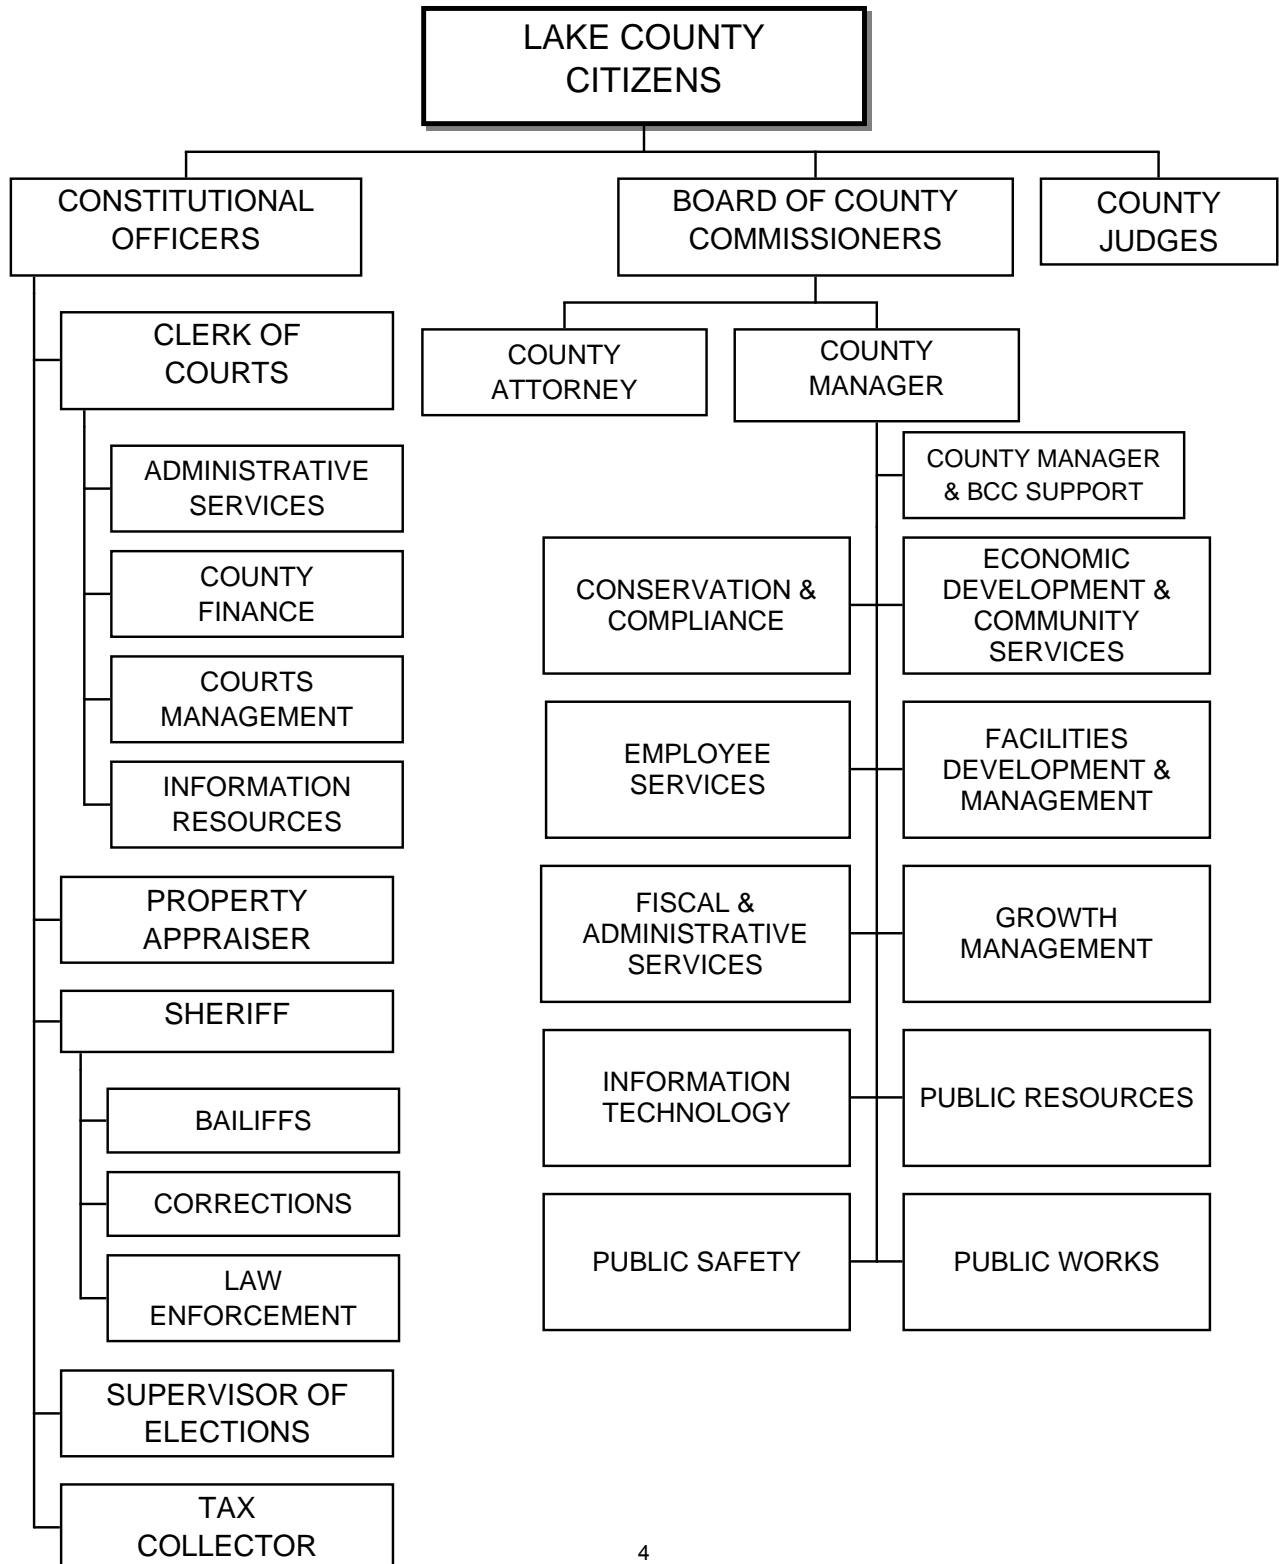 LAKE COUNTY
CITIZENS
CONSTITUTIONAL
OFFICERS
BOARD OF COUNTY
COMMISSIONERS
COUNTY
JUDGES
CLERK OF
COURTS
ADMINISTRATIVE
SERVICES
COUNTY
FINANCE
COURTS
MANAGEMENT
INFORMATION
RESOURCES
PROPERTY
APPRAISER
SHERIFF
BAILIFFS
CORRECTIONS
LAW
ENFORCEMENT
SUPERVISOR OF
ELECTIONS
TAX
COLLECTOR
COUNTY
ATTORNEY
COUNTY
MANAGER
COUNTY MANAGER
& BCC SUPPORT
CONSERVATION &
COMPLIANCE
ECONOMIC
DEVELOPMENT &
COMMUNITY
SERVICES
EMPLOYEE
SERVICES
FACILITIES
DEVELOPMENT &
MANAGEMENT
FISCAL &
ADMINISTRATIVE
SERVICES
GROWTH
MANAGEMENT
INFORMATION
TECHNOLOGY
PUBLIC RESOURCES
PUBLIC SAFETY
PUBLIC WORKS
4